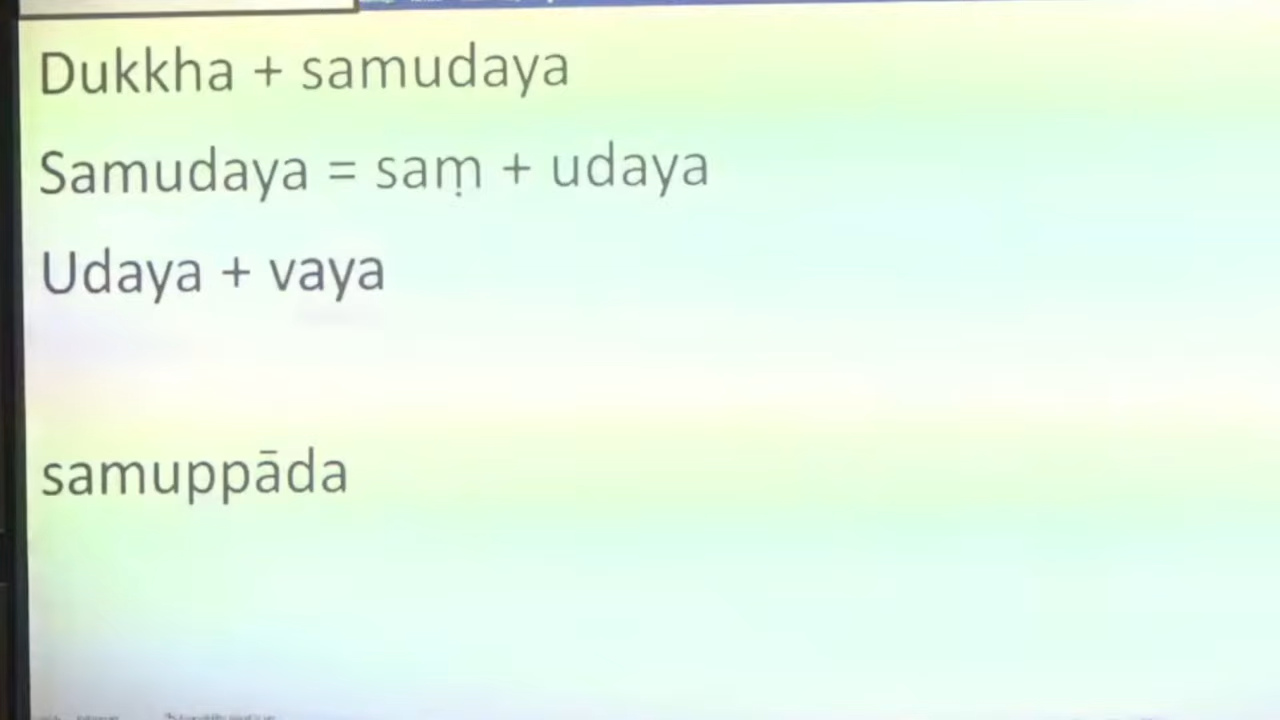 Dukkha + samudaya
Samudaya = saṃ + udaya
Udaya + vaya
samuppāda